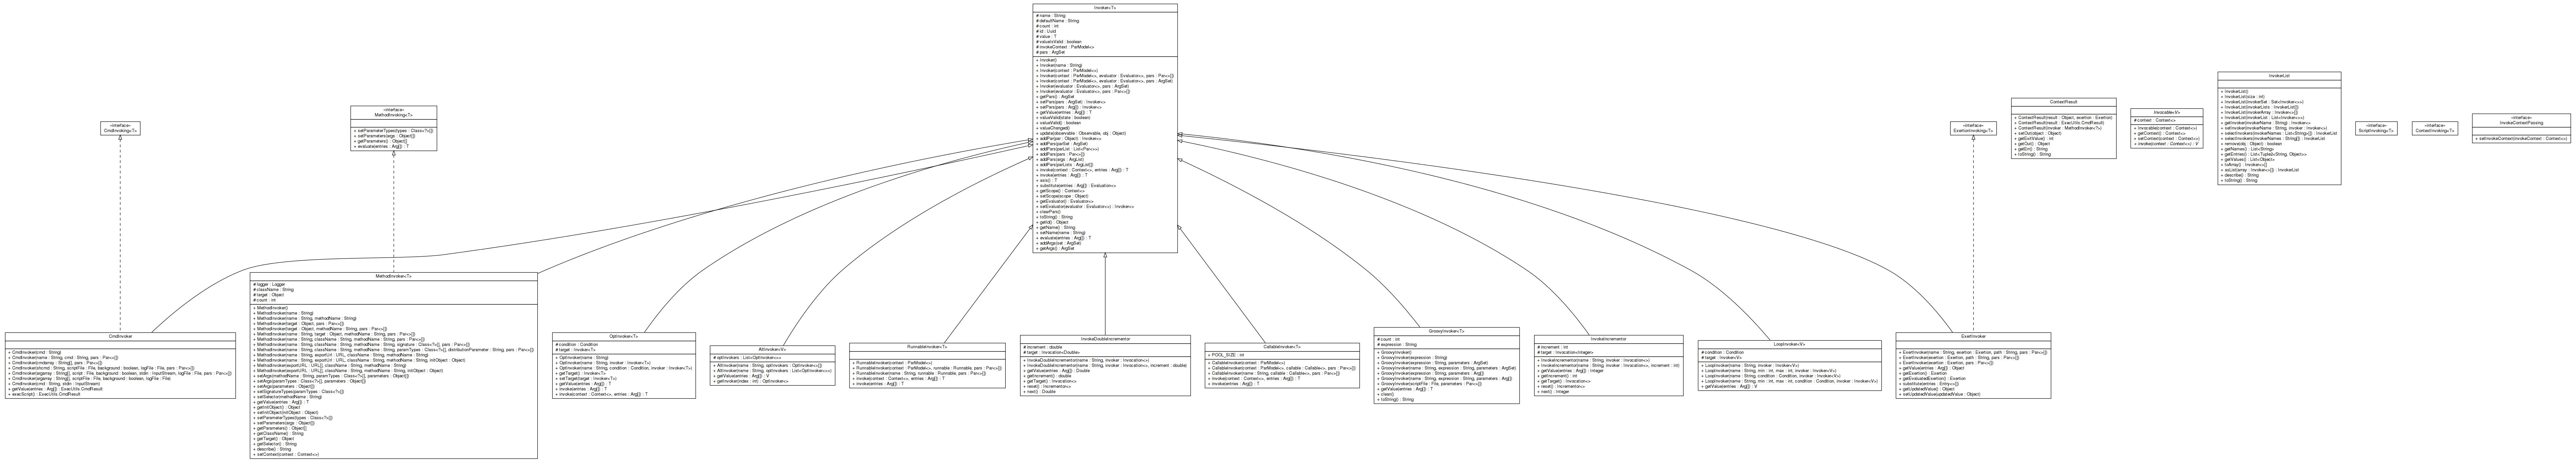 Invoker<T>
# name : String
# defaultName : String
# count : int
# id : Uuid
# value : T
# valueIsValid : boolean
# invokeContext : ParModel<>
# pars : ArgSet
+ Invoker()
+ Invoker(name : String)
+ Invoker(context : ParModel<>)
+ Invoker(context : ParModel<>, evaluator : Evaluator<>, pars : Par<>[])
+ Invoker(context : ParModel<>, evaluator : Evaluator<>, pars : ArgSet)
+ Invoker(evaluator : Evaluator<>, pars : ArgSet)
+ Invoker(evaluator : Evaluator<>, pars : Par<>[])
+ getPars() : ArgSet
+ setPars(pars : ArgSet) : Invoker<>
+ setPars(pars : Arg[]) : Invoker<>
+ getValue(entries : Arg[]) : T
+ valueValid(state : boolean)
+ valueValid() : boolean
+ valueChanged()
+ update(observable : Observable, obj : Object)
+ addPar(par : Object) : Invoker<>
+ addPars(parSet : ArgSet)
+ addPars(parList : List<Par<>>)
+ addPars(pars : Par<>[])
+ addPars(args : ArgList)
+ addPars(parLists : ArgList[])
+ invoke(context : Context<>, entries : Arg[]) : T
+ invoke(entries : Arg[]) : T
+ asis() : T
+ substitute(entries : Arg[]) : Evaluation<>
+ getScope() : Context<>
+ setScope(scope : Object)
+ getEvaluator() : Evaluator<>
+ setEvaluator(evaluator : Evaluator<>) : Invoker<>
+ clearPars()
+ toString() : String
+ getId() : Object
+ getName() : String
+ setName(name : String)
+ evaluate(entries : Arg[]) : T
+ addArgs(set : ArgSet)
+ getArgs() : ArgSet
«interface»
CmdInvoking<T>
«interface»
MethodInvoking<T>
+ setParameterTypes(types : Class<?>[])
+ setParameters(args : Object[])
+ getParameters() : Object[]
+ evaluate(entries : Arg[]) : T
«interface»
ExertionInvoking<T>
ContextResult
+ ContextResult(result : Object, exertion : Exertion)
+ ContextResult(result : ExecUtils.CmdResult)
+ ContextResult(invoker : MethodInvoker<?>)
+ setOut(out : Object)
+ getExitValue() : Object
+ getOut() : Object
+ getErr() : String
+ toString() : String
Invocable<V>
# context : Context<>
+ Invocable(context : Context<>)
+ getContext() : Context<>
+ setContext(context : Context<>)
+ invoke(context : Context<>) : V
InvokerList
+ InvokerList()
+ InvokerList(size : int)
+ InvokerList(invokerSet : Set<Invoker<>>)
+ InvokerList(invokerLists : InvokerList[])
+ InvokerList(invokerArray : Invoker<>[])
+ InvokerList(invokerList : List<Invoker<>>)
+ getInvoker(invokerName : String) : Invoker<>
+ setInvoker(invokerName : String, invoker : Invoker<>)
+ selectInvokers(invokerNames : List<String>[]) : InvokerList
+ selectInvokers(invokerNames : String[]) : InvokerList
+ remove(obj : Object) : boolean
+ getNames() : List<String>
+ getEntries() : List<Tuple2<String, Object>>
+ getValues() : List<Object>
+ toArray() : Invoker<>[]
+ asList(array : Invoker<>[]) : InvokerList
+ describe() : String
+ toString() : String
«interface»
ScriptInvoking<T>
«interface»
ContextInvoking<T>
«interface»
InvokeContextPassing
+ setInvokeContext(invokeContext : Context<>)
CmdInvoker
+ CmdInvoker(cmd : String)
+ CmdInvoker(name : String, cmd : String, pars : Par<>[])
+ CmdInvoker(cmdarray : String[], pars : Par<>[])
+ CmdInvoker(shcmd : String, scriptFile : File, background : boolean, logFile : File, pars : Par<>[])
+ CmdInvoker(argarray : String[], script : File, background : boolean, logFile : File, pars : Par<>[])
+ CmdInvoker(argarray : String[], scriptFile : File, background : boolean, logFile : File)
+ CmdInvoker(cmd : String, stdin : InputStream)
+ getValue(entries : Arg[]) : ExecUtils.CmdResult
+ execScript() : ExecUtils.CmdResult
MethodInvoker<T>
# logger : Logger
# className : String
# target : Object
# count : int
+ MethodInvoker()
+ MethodInvoker(name : String)
+ MethodInvoker(name : String, methodName : String)
+ MethodInvoker(target : Object, pars : Par<>[])
+ MethodInvoker(target : Object, methodName : String, pars : Par<>[])
+ MethodInvoker(name : String, target : Object, methodName : String, pars : Par<>[])
+ MethodInvoker(name : String, className : String, methodName : String, pars : Par<>[])
+ MethodInvoker(name : String, className : String, methodName : String, signature : Class<?>[], pars : Par<>[])
+ MethodInvoker(name : String, className : String, methodName : String, paramTypes : Class<?>[], distributionParameter : String, pars : Par<>[])
+ MethodInvoker(name : String, exportUrl : URL, className : String, methodName : String)
+ MethodInvoker(name : String, exportUrl : URL, className : String, methodName : String, initObject : Object)
+ MethodInvoker(exportURL : URL[], className : String, methodName : String)
+ MethodInvoker(exportURL : URL[], className : String, methodName : String, initObject : Object)
+ setArgs(methodName : String, paramTypes : Class<?>[], parameters : Object[])
+ setArgs(paramTypes : Class<?>[], parameters : Object[])
+ setArgs(parameters : Object[])
+ setSignatureTypes(paramTypes : Class<?>[])
+ setSelector(methodName : String)
+ getValue(entries : Arg[]) : T
+ getInitObject() : Object
+ setInitObject(initObject : Object)
+ setParameterTypes(types : Class<?>[])
+ setParameters(args : Object[])
+ getParameters() : Object[]
+ getClassName() : String
+ getTarget() : Object
+ getSelector() : String
+ describe() : String
+ setContext(context : Context<>)
OptInvoker<T>
# condition : Condition
# target : Invoker<T>
+ OptInvoker(name : String)
+ OptInvoker(name : String, invoker : Invoker<T>)
+ OptInvoker(name : String, condition : Condition, invoker : Invoker<T>)
+ getTarget() : Invoker<T>
+ setTarget(target : Invoker<T>)
+ getValue(entries : Arg[]) : T
+ invoke(entries : Arg[]) : T
+ invoke(context : Context<>, entries : Arg[]) : T
AltInvoker<V>
# optInvokers : List<OptInvoker<>>
+ AltInvoker(name : String, optInvokers : OptInvoker<>[])
+ AltInvoker(name : String, optInvokers : List<OptInvoker<>>)
+ getValue(entries : Arg[]) : V
+ getInvoker(index : int) : OptInvoker<>
RunnableInvoker<T>
+ RunnableInvoker(context : ParModel<>)
+ RunnableInvoker(context : ParModel<>, runnable : Runnable, pars : Par<>[])
+ RunnableInvoker(name : String, runnable : Runnable, pars : Par<>[])
+ invoke(context : Context<>, entries : Arg[]) : T
+ invoke(entries : Arg[]) : T
InvokeDoubleIncrementor
# increment : double
# target : Invocation<Double>
+ InvokeDoubleIncrementor(name : String, invoker : Invocation<>)
+ InvokeDoubleIncrementor(name : String, invoker : Invocation<>, increment : double)
+ getValue(entries : Arg[]) : Double
+ getIncrement() : double
+ getTarget() : Invocation<>
+ reset() : Incrementor<>
+ next() : Double
CallableInvoker<T>
+ POOL_SIZE : int
+ CallableInvoker(context : ParModel<>)
+ CallableInvoker(context : ParModel<>, callable : Callable<>, pars : Par<>[])
+ CallableInvoker(name : String, callable : Callable<>, pars : Par<>[])
+ invoke(context : Context<>, entries : Arg[]) : T
+ invoke(entries : Arg[]) : T
GroovyInvoker<T>
# count : int
# expression : String
+ GroovyInvoker()
+ GroovyInvoker(expression : String)
+ GroovyInvoker(expression : String, parameters : ArgSet)
+ GroovyInvoker(name : String, expression : String, parameters : ArgSet)
+ GroovyInvoker(expression : String, parameters : Arg[])
+ GroovyInvoker(name : String, expression : String, parameters : Arg[])
+ GroovyInvoker(scriptFile : File, parameters : Par<>[])
+ getValue(entries : Arg[]) : T
+ clean()
+ toString() : String
InvokeIncrementor
# increment : int
# target : Invocation<Integer>
+ InvokeIncrementor(name : String, invoker : Invocation<>)
+ InvokeIncrementor(name : String, invoker : Invocation<>, increment : int)
+ getValue(entries : Arg[]) : Integer
+ getIncrement() : int
+ getTarget() : Invocation<>
+ reset() : Incrementor<>
+ next() : Integer
LoopInvoker<V>
# condition : Condition
# target : Invoker<V>
+ LoopInvoker(name : String, invoker : Invoker<V>)
+ LoopInvoker(name : String, min : int, max : int, invoker : Invoker<V>)
+ LoopInvoker(name : String, condition : Condition, invoker : Invoker<V>)
+ LoopInvoker(name : String, min : int, max : int, condition : Condition, invoker : Invoker<V>)
+ getValue(entries : Arg[]) : V
ExertInvoker
+ ExertInvoker(name : String, exertion : Exertion, path : String, pars : Par<>[])
+ ExertInvoker(exertion : Exertion, path : String, pars : Par<>[])
+ ExertInvoker(exertion : Exertion, pars : Par<>[])
+ getValue(entries : Arg[]) : Object
+ getExertion() : Exertion
+ getEvaluatedExertion() : Exertion
+ substitute(entries : Entry<>[])
+ getUpdatedValue() : Object
+ setUpdatedValue(updatedValue : Object)